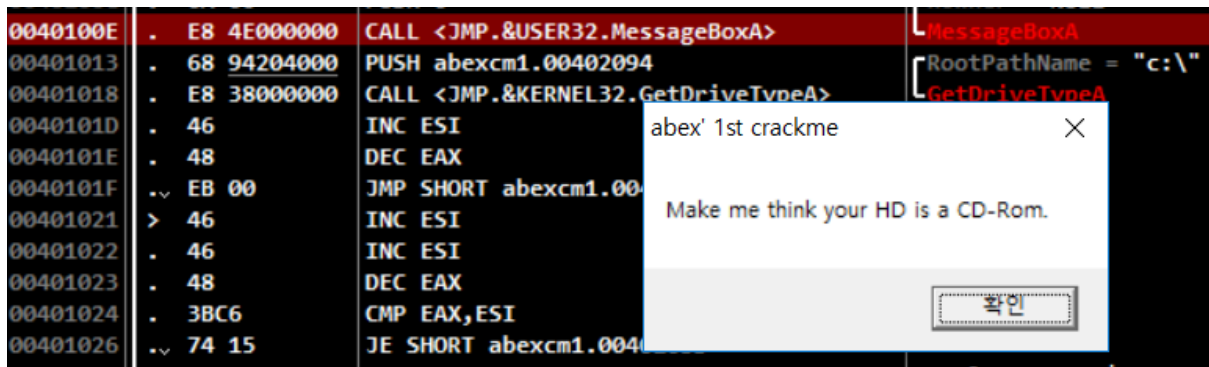 0040100E . E8 4E000000 CALL <JMP.&USER32.MessageBoxA> MessageBoxA
00401013 . 68 94204000 PUSH abexcm1.00402094 RootPathName = "c:\"
00401018 . E8 38000000 CALL <JMP.&KERNEL32.GetDriveTypeA> GetDriveTypeA
0040101D . 46 INC ESI
0040101E . 48 DEC EAX
0040101F .v EB 00 JMP SHORT abexcm1.00
00401021 > 46 INC ESI
00401022 . 46 INC ESI
00401023 . 48 DEC EAX
00401024 . 3BC6 CMP EAX,ESI
00401026 .v 74 15 JE SHORT abexcm1.004
abex' 1st crackme
Make me think your HD is a CD-Rom.
확인